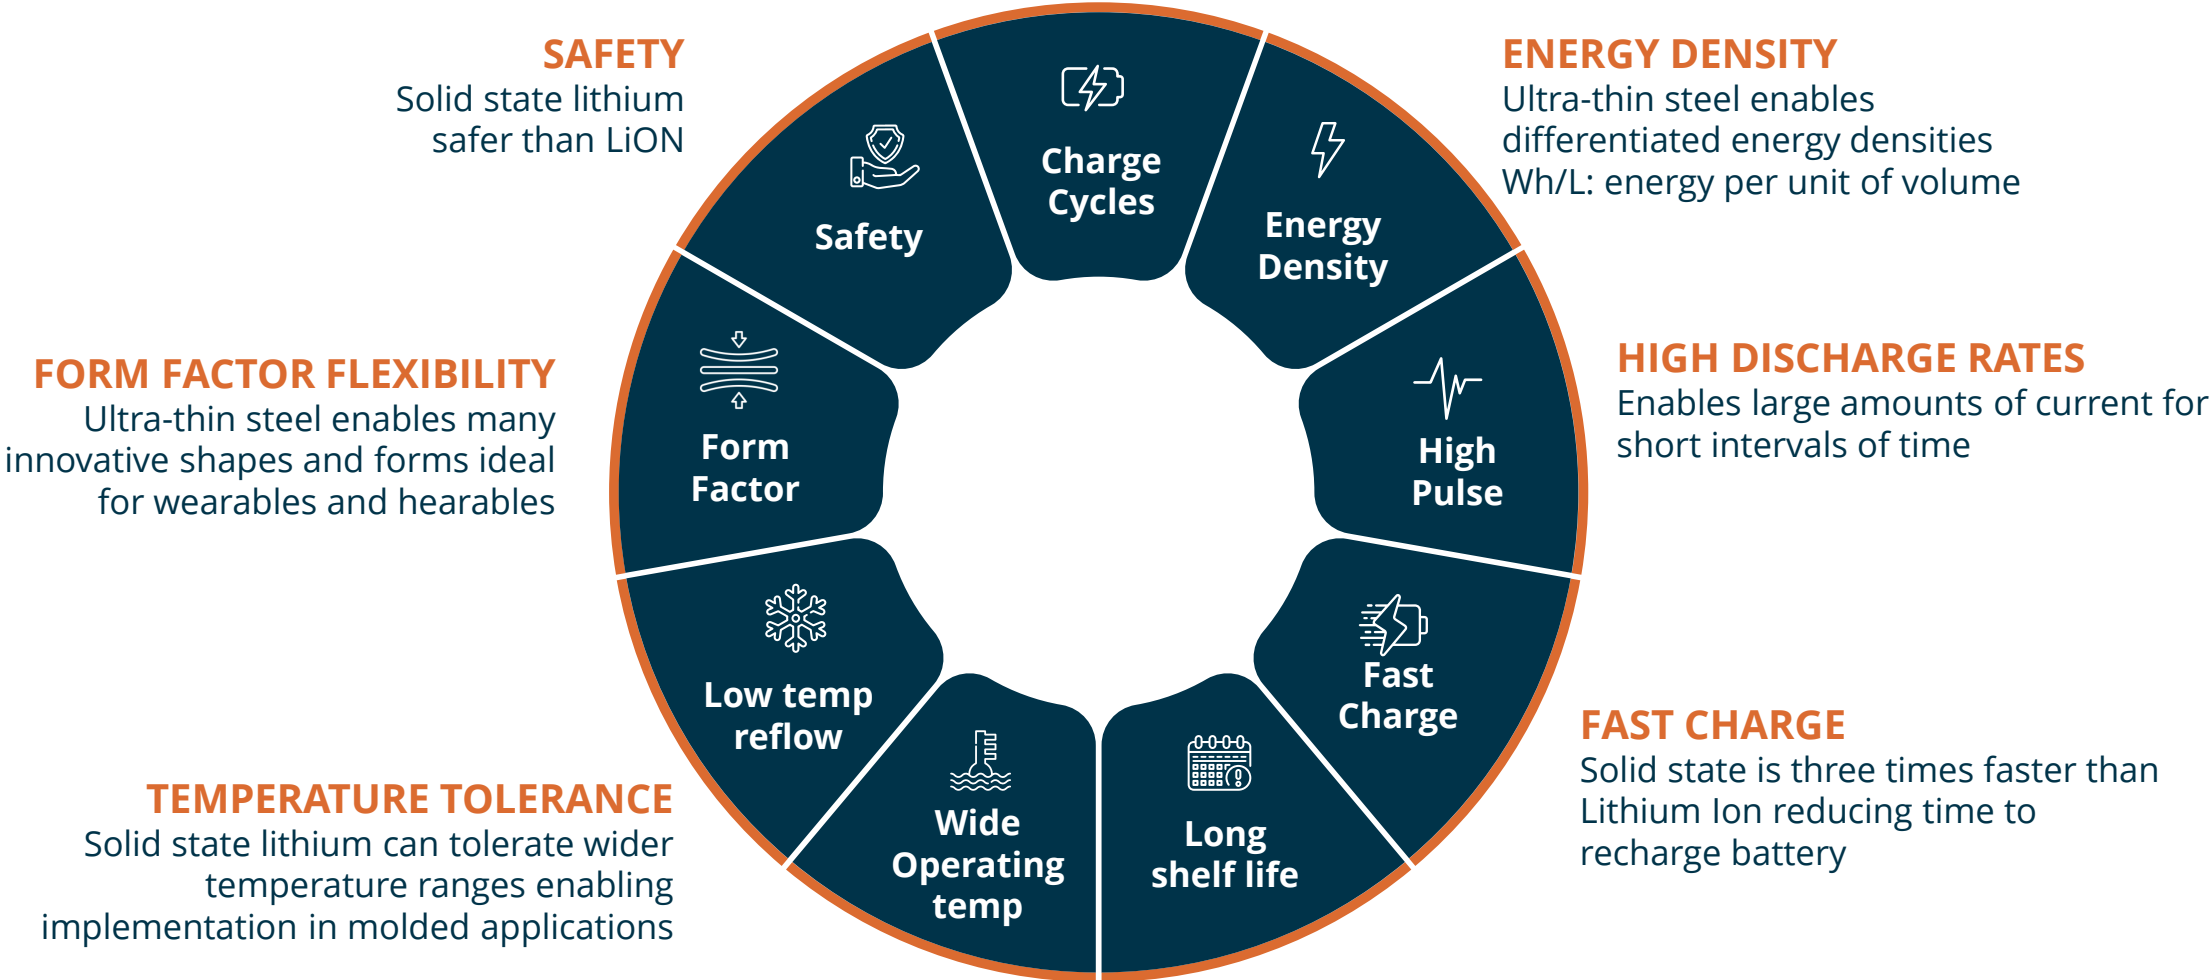 SAFETY
Solid state lithium
safer than LiON
FORM FACTOR FLEXIBILITY
Ultra-thin steel enables many
innovative shapes and forms ideal
for wearables and hearables
TEMPERATURE TOLERANCE
Solid state lithium can tolerate wider
temperature ranges enabling
implementation in molded applications
Charge
Cycles
Energy
Density
High
Pulse
Fast
Charge
Long
shelf life
Wide
Operating
temp
Low temp
reflow
Form
Factor
Safety
ENERGY DENSITY
Ultra-thin steel enables
differentiated energy densities
Wh/L: energy per unit of volume
HIGH DISCHARGE RATES
Enables large amounts of current for
short intervals of time
FAST CHARGE
Solid state is three times faster than
Lithium Ion reducing time to
recharge battery